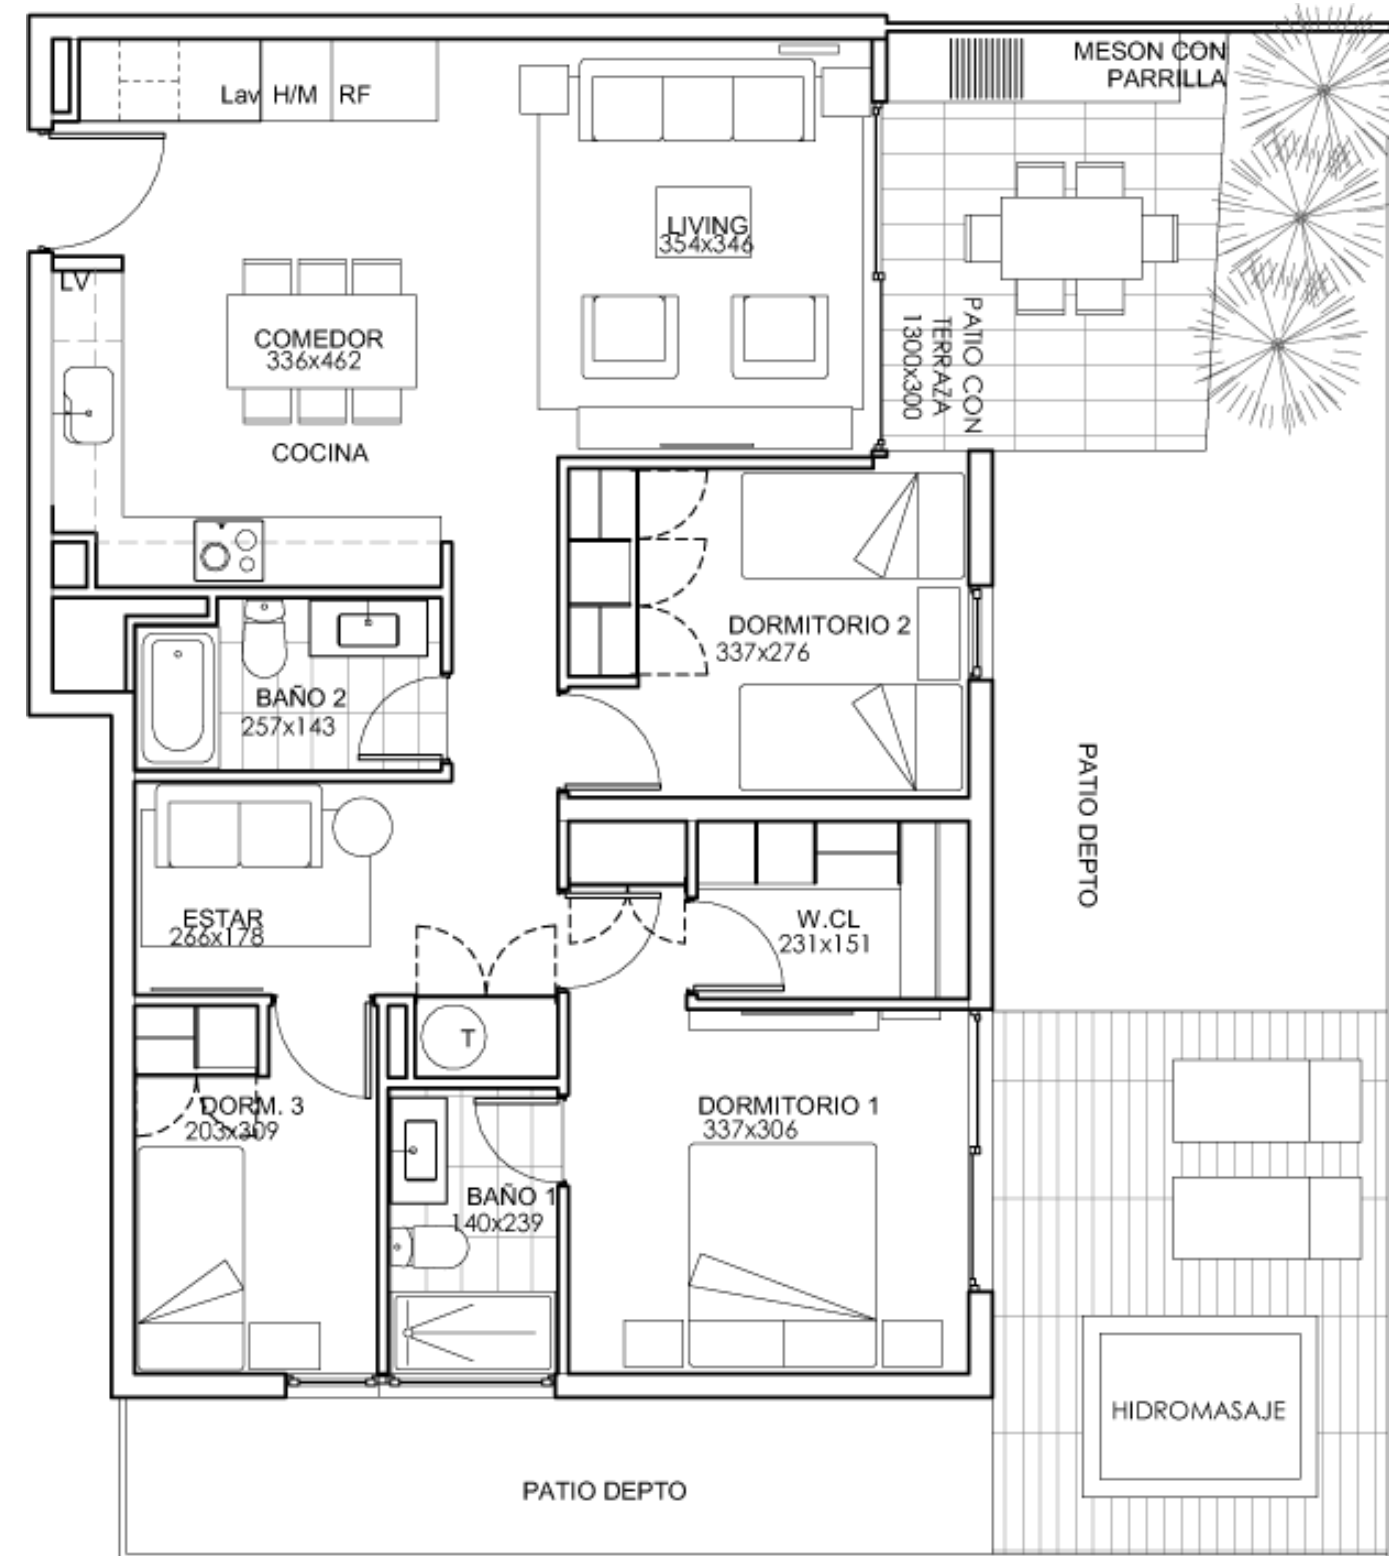 MESON CON
PARRILLA
Lav H/M RF
LIVING
354x346
LV
COMEDOR
336x462
COCINA
PATIO CON
TERRAZA
1300x300
DORMITORIO 2
337x276
BAÑO 2
257x143
PATIO DEPTO
ESTAR
266x178
W.CL
231x151
T
DORM. 3
203x309
DORMITORIO 1
337x306
BAÑO 1
140x239
HIDROMASAJE
PATIO DEPTO